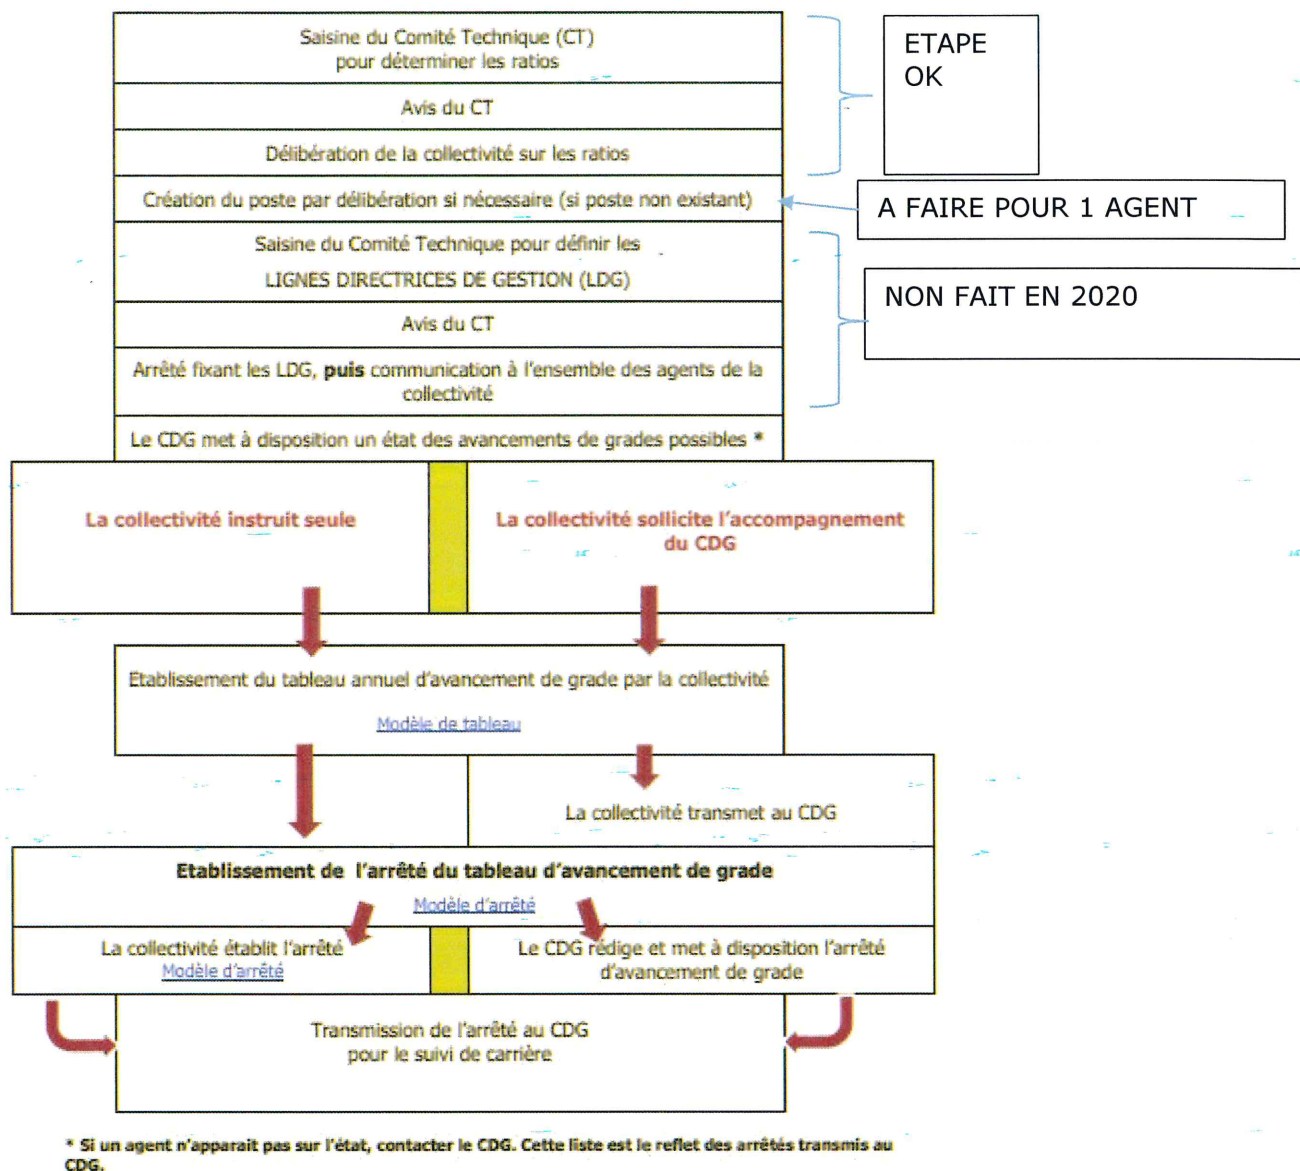 Saisine du Comité Technique (CT)
pour déterminer les ratios
ETAPE
OK
Avis du CT
Délibération de la collectivité sur les ratios
Création du poste par délibération si nécessaire (si poste non existant)
A FAIRE POUR 1 AGENT
Saisine du Comité Technique pour définir les
LIGNES DIRECTRICES DE GESTION (LDG)
NON FAIT EN 2020
Avis du CT
Arrêté fixant les LDG, puis communication à l'ensemble des agents de la
collectivité
Le CDG met à disposition un état des avancements de grades possibles *
La collectivité instruit seule
La collectivité sollicite l'accompagnement
du CDG
Etablissement du tableau annuel d'avancement de grade par la collectivité
Modèle de tableau
La collectivité transmet au CDG
Etablissement de l'arrêté du tableau d'avancement de grade
Modèle d'arrêté
La collectivité établit l'arrêté
Modèle d'arrêté
Le CDG rédige et met à disposition l'arrêté
d'avancement de grade
Transmission de l'arrêté au CDG
pour le suivi de carrière
* Si un agent n'apparait pas sur l'état, contacter le CDG. Cette liste est le reflet des arrêtés transmis au
CDG.